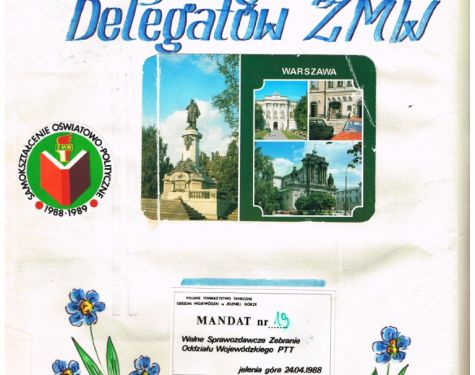 Delegatów ZMW
WARSZAWA
SAMOKSZTAŁCENIE OŚWIATOWO-POLITYCZNE
ZMW
• 1988-1989 •
POLSKIE TOWARZYSTWO TANECZNE
ODDZIAŁ WOJEWÓDZKI w JELENIEJ GÓRZE
MANDAT nr 19
Walne Sprawozdawcze Zebranie
Oddziału Wojewódzkiego PTT
jelenia góra 24.04.1988